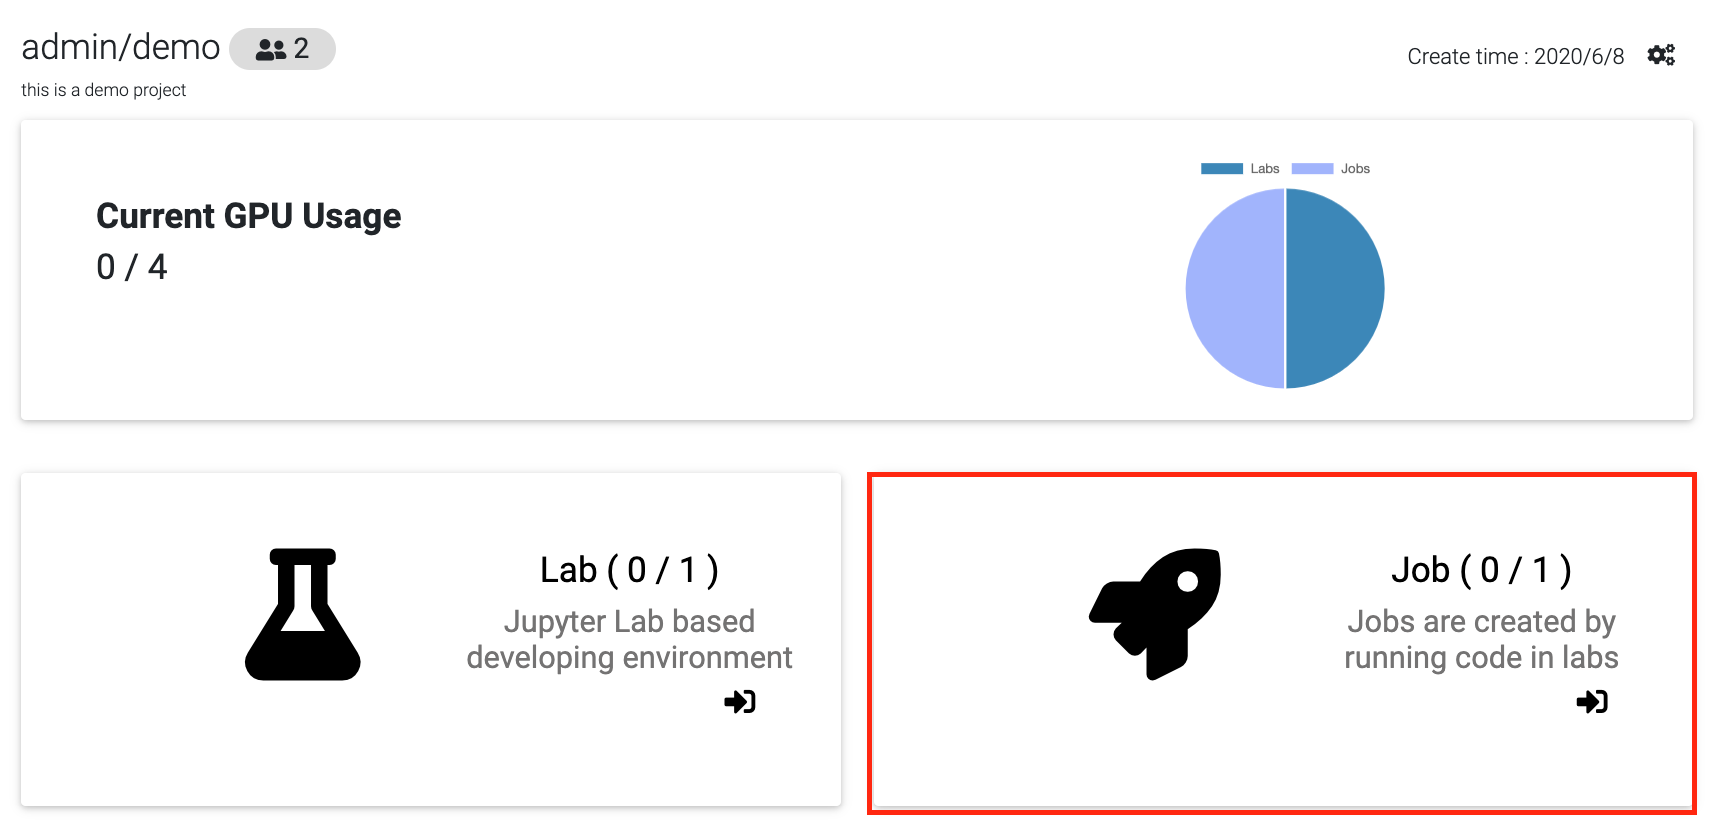 admin/demo 2
Create time : 2020/6/8
this is a demo project
Labs Jobs
Current GPU Usage
0 / 4
Lab ( 0 / 1 )
Jupyter Lab based
developing environment
Job ( 0 / 1 )
Jobs are created by
running code in labs